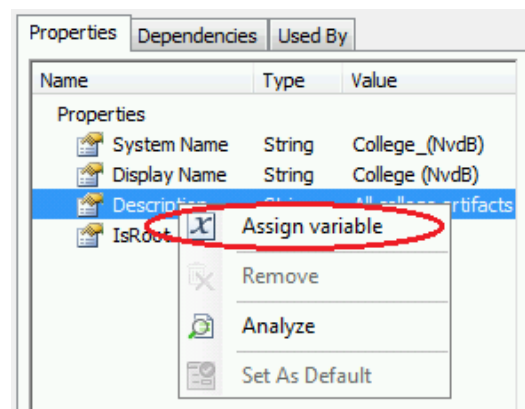 Properties Dependencies Used By
Name Type Value
Properties
System Name String College_(NvdB)
Display Name String College (NvdB)
Description String All college artifacts
IsRoot
Assign variable
Remove
Analyze
Set As Default